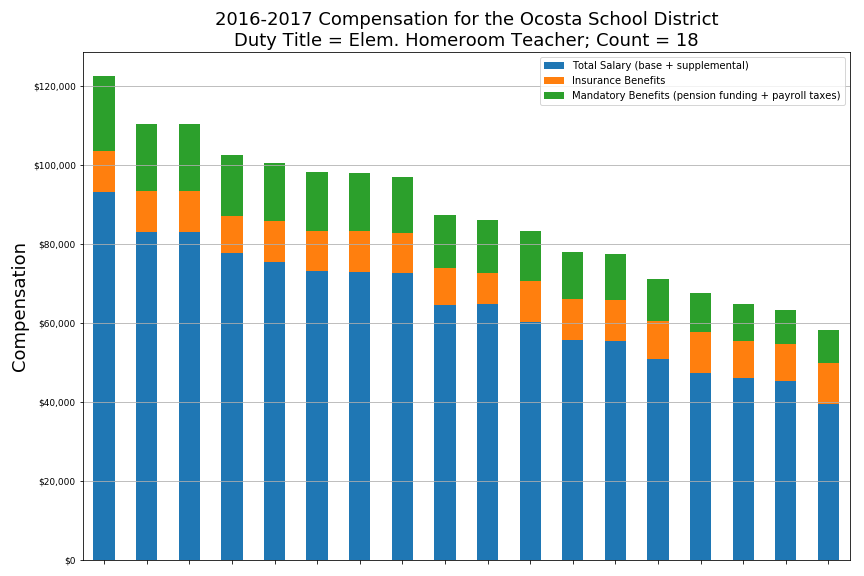 2016-2017 Compensation for the Ocosta School District
Duty Title = Elem. Homeroom Teacher; Count = 18
Total Salary (base + supplemental)
Insurance Benefits
Mandatory Benefits (pension funding + payroll taxes)
Compensation
$120,000
$100,000
$80,000
$60,000
$40,000
$20,000
$0